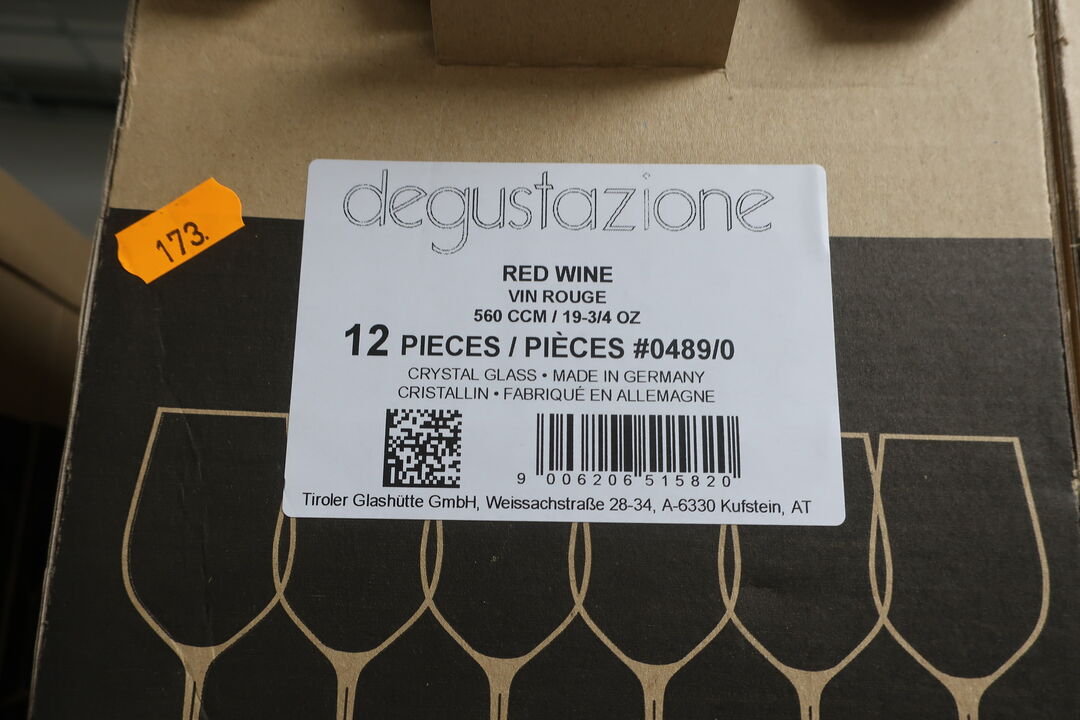 173.
degustazione
RED WINE
VIN ROUGE
560 CCM / 19-3/4 OZ
12 PIECES / PIÈCES #0489/0
CRYSTAL GLASS • MADE IN GERMANY
CRISTALLIN • FABRIQUÉ EN ALLEMAGNE
9 006206 515820
Tiroler Glashütte GmbH, Weissachstraße 28-34, A-6330 Kufstein, AT